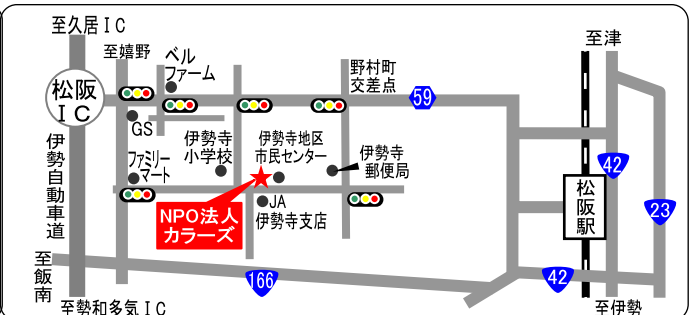 至久居IC
至嬉野
ベル
ファーム
野村町
交差点
至津
松阪
IC
59
GS
伊勢寺
小学校
伊勢寺地区
市民センター
伊勢寺
郵便局
42
伊勢自動車道
ファミリー
マート
松阪駅
23
NPO法人
カラーズ
JA
伊勢寺支店
至飯南
166
42
至勢和多気IC
至伊勢